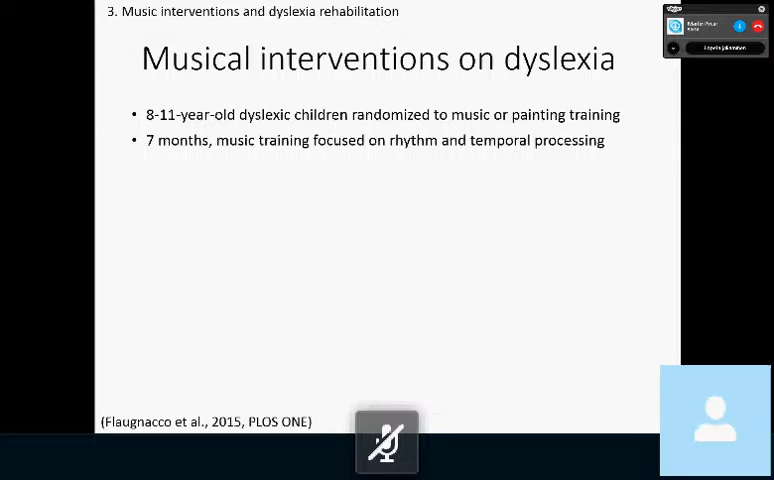 3. Music interventions and dyslexia rehabilitation
Musical interventions on dyslexia
• 8-11-year-old dyslexic children randomized to music or painting training
• 7 months, music training focused on rhythm and temporal processing
(Flaugnacco et al., 2015, PLOS ONE)